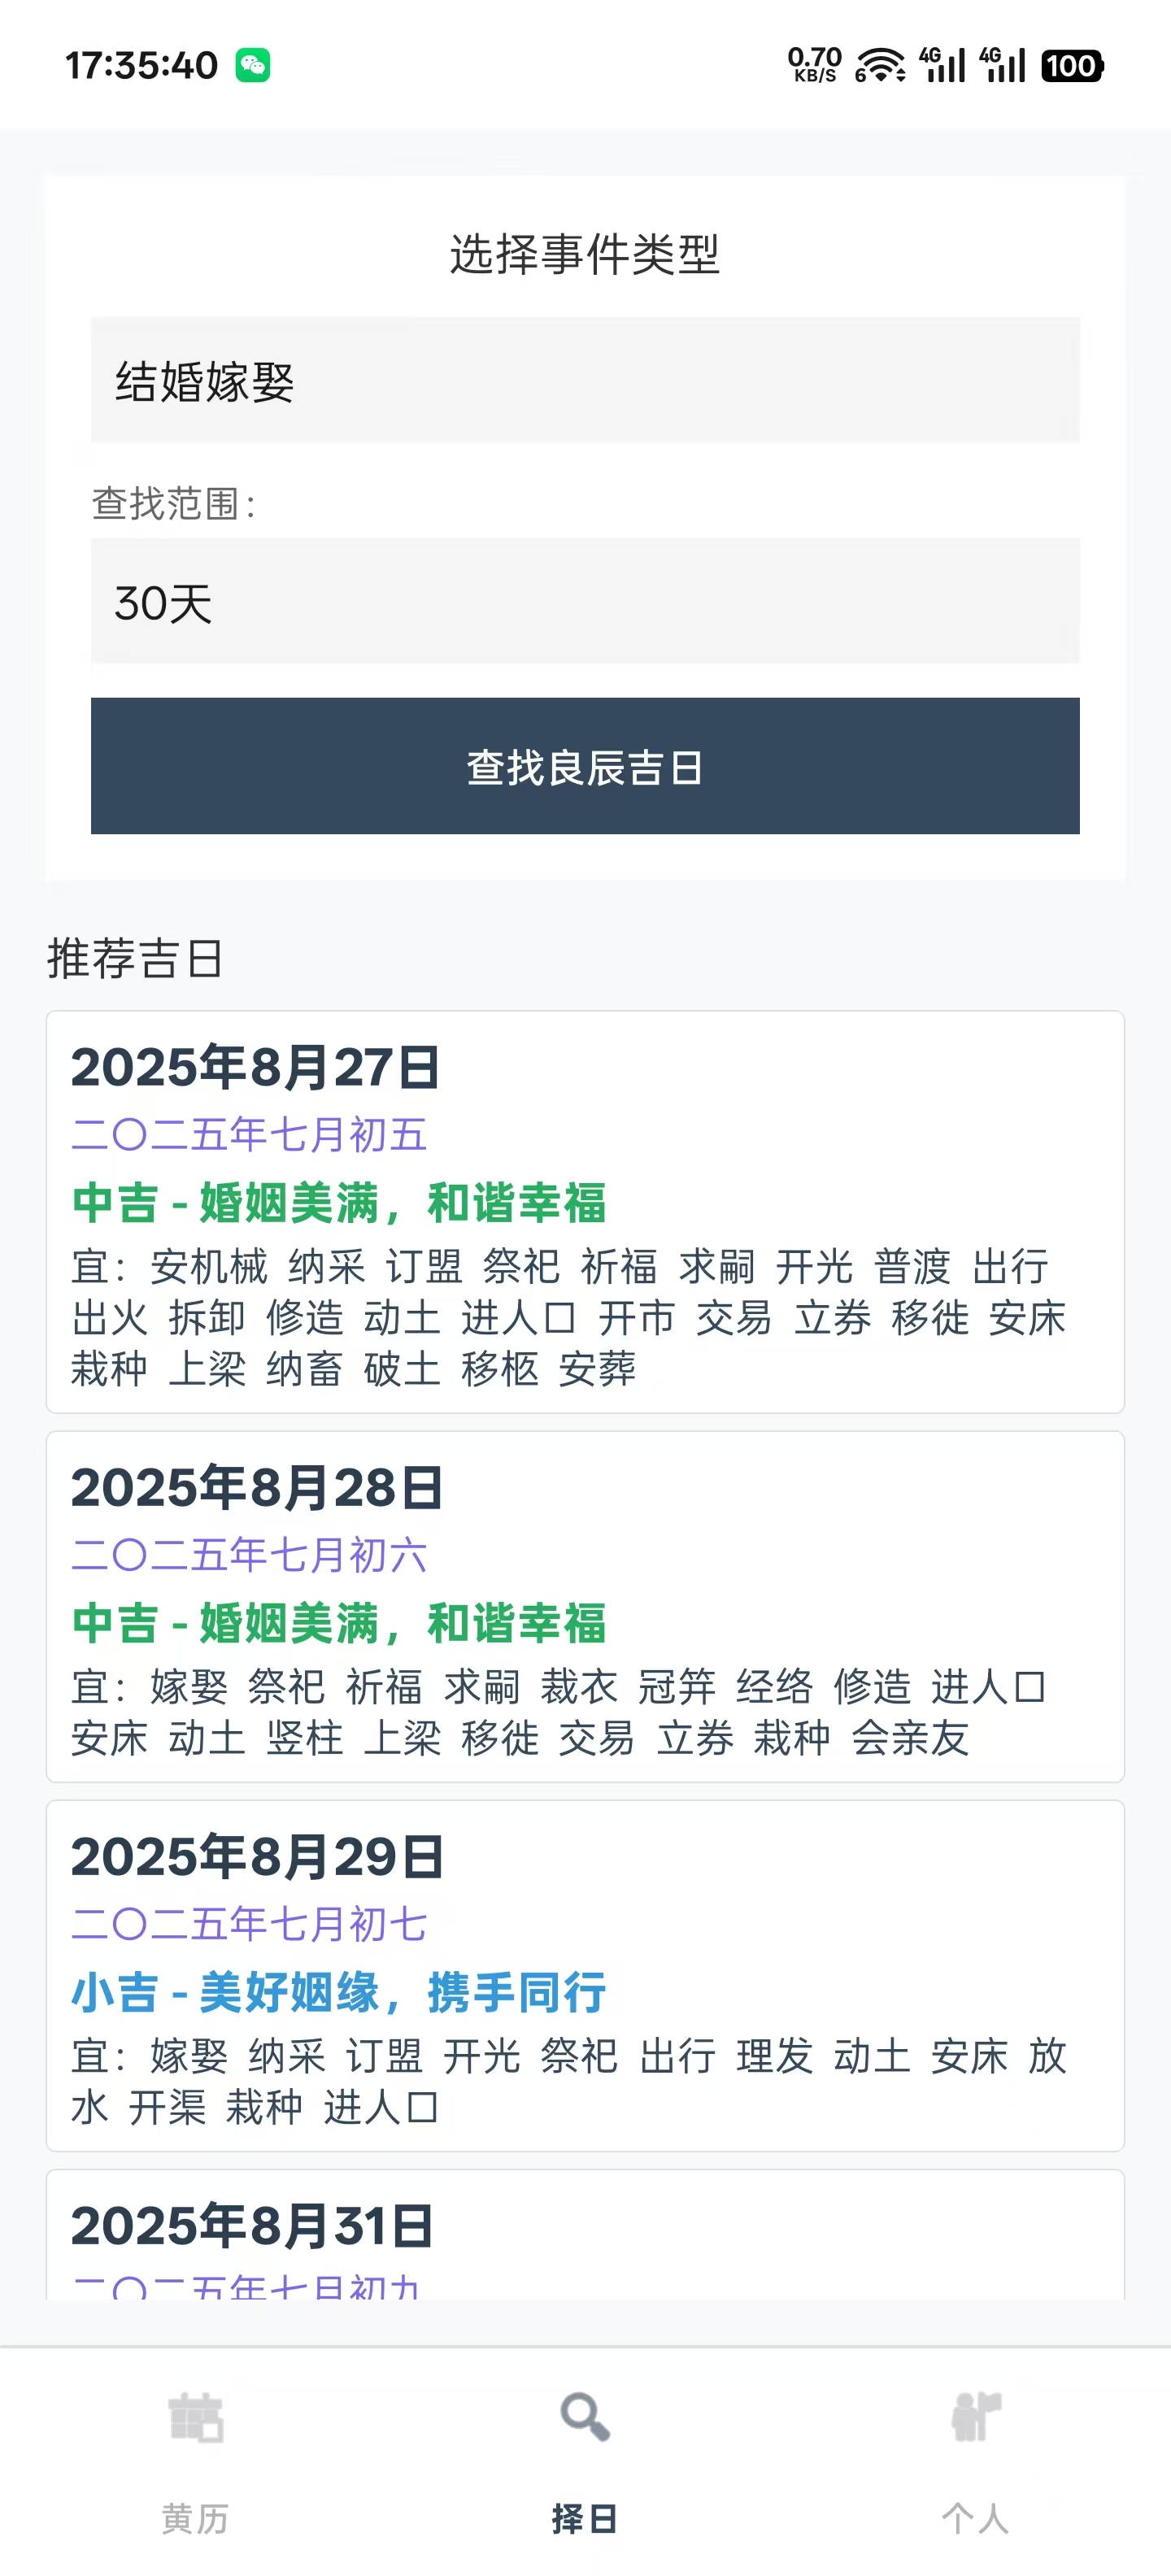 17:35:40
0.70 KB/S 6 4G 4G 100
选择事件类型
结婚嫁娶
查找范围：
30天
查找良辰吉日
推荐吉日
2025年8月27日
二〇二五年七月初五
中吉 - 婚姻美满，和谐幸福
宜：安机械 纳采 订盟 祭祀 祈福 求嗣 开光 普渡 出行
出火 拆卸 修造 动土 进人口 开市 交易 立券 移徙 安床
栽种 上梁 纳畜 破土 移柩 安葬
2025年8月28日
二〇二五年七月初六
中吉 - 婚姻美满，和谐幸福
宜：嫁娶 祭祀 祈福 求嗣 裁衣 冠笄 经络 修造 进人口
安床 动土 竖柱 上梁 移徙 交易 立券 栽种 会亲友
2025年8月29日
二〇二五年七月初七
小吉 - 美好姻缘，携手同行
宜：嫁娶 纳采 订盟 开光 祭祀 出行 理发 动土 安床 放
水 开渠 栽种 进人口
2025年8月31日
二〇二五年七月初九
黄历
择日
个人